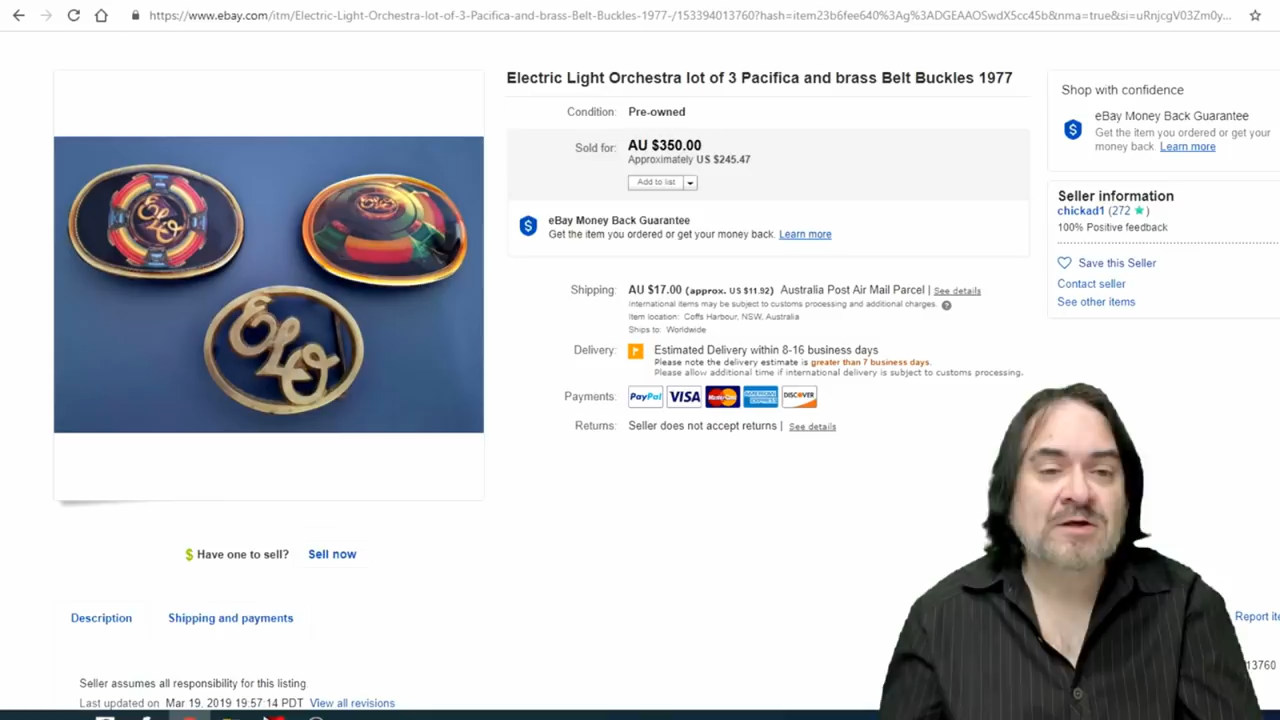 https://www.ebay.com/itm/Electric-Light-Orchestra-lot-of-3-Pacifica-and-brass-Belt-Buckles-1977-/153394013760?hash=item23b6fee640%3Ag%3ADGEAAOSwdX5cc45b&nma=true&si=uRnjcgV03Zm0y...
Electric Light Orchestra lot of 3 Pacifica and brass Belt Buckles 1977
Condition: Pre-owned
Sold for: AU $350.00
Approximately US $245.47
Add to list
eBay Money Back Guarantee
Get the item you ordered or get your money back. Learn more
Shipping: AU $17.00 (approx. US $11.92) Australia Post Air Mail Parcel | See details
International items may be subject to customs processing and additional charges. ?
Item location: Coffs Harbour, NSW, Australia
Ships to: Worldwide
Delivery: Estimated Delivery within 8-16 business days
Please note the delivery estimate is greater than 7 business days.
Please allow additional time if international delivery is subject to customs processing.
Payments: PayPal VISA MasterCard AMERICAN EXPRESS DISCOVER
Returns: Seller does not accept returns | See details
Shop with confidence
eBay Money Back Guarantee
Get the item you ordered or get your
money back. Learn more
Seller information
chickad1 (272 ★)
100% Positive feedback
Save this Seller
Contact seller
See other items
ELO
ELO
ELO
$ Have one to sell? Sell now
Description Shipping and payments
Report ite
13760
Seller assumes all responsibility for this listing
Last updated on Mar 19, 2019 19:57:14 PDT View all revisions